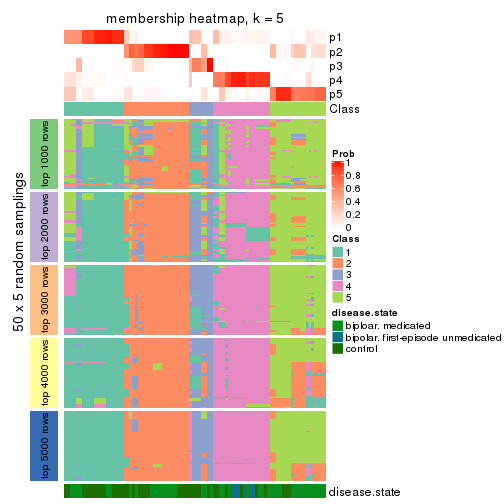 membership heatmap, k = 5
p1
p2
p3
p4
p5
Class
50 x 5 random samplings
top 1000 rows
top 2000 rows
top 3000 rows
top 4000 rows
top 5000 rows
Prob
1
0.8
0.6
0.4
0.2
0
Class
1
2
3
4
5
disease.state
biploar. medicated
bipolar. first-episode unmedicated
control
disease.state